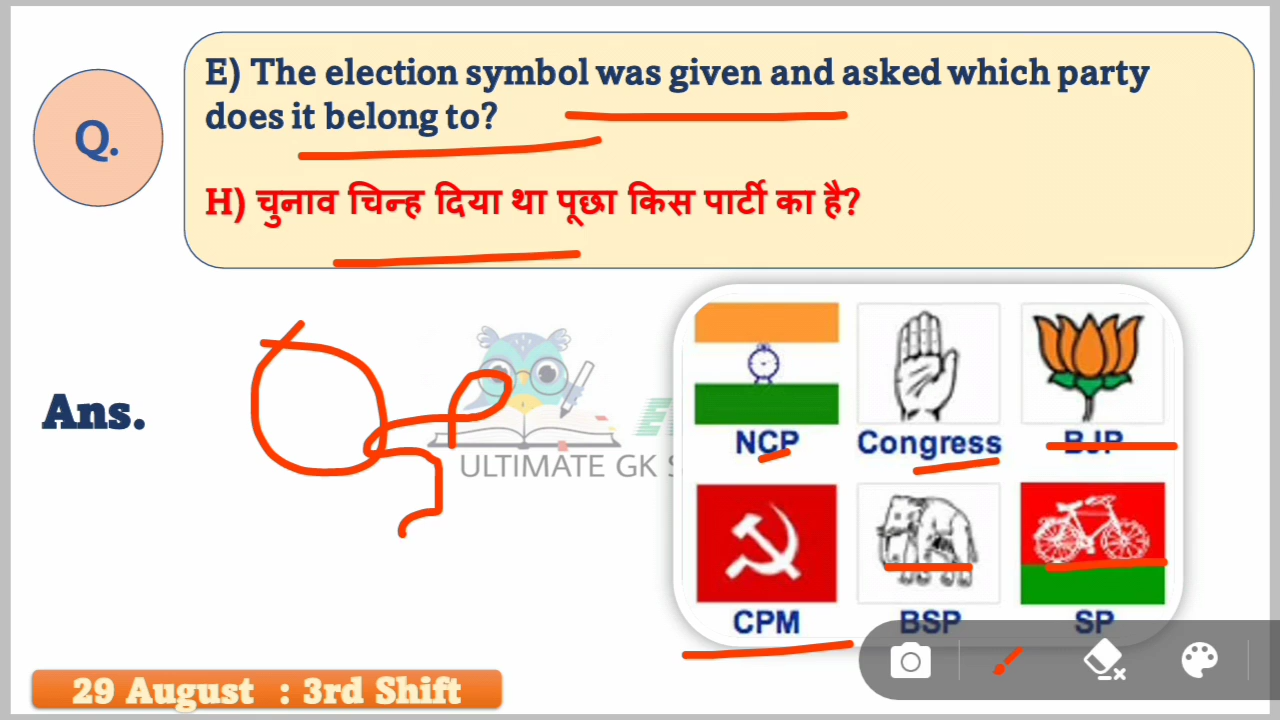 Q.
E) The election symbol was given and asked which party
does it belong to?
H) चुनाव चिन्ह दिया था पूछा किस पार्टी का है?
Ans.
ULTIMATE GK
NCP Congress BJP
CPM BSP SP
29 August : 3rd Shift